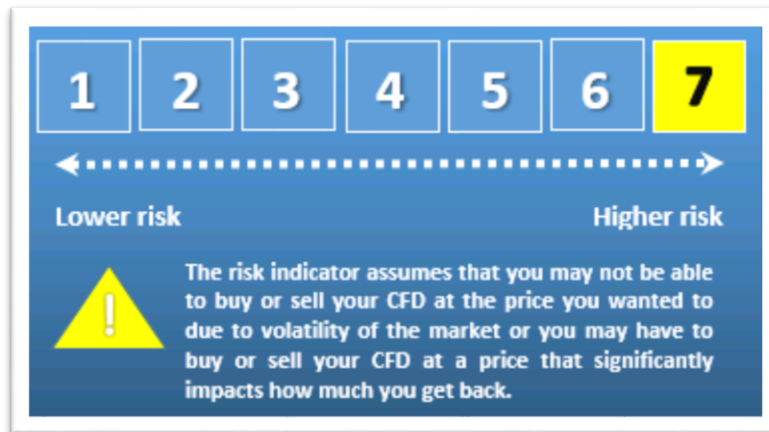 1 2 3 4 5 6 7
Lower risk Higher risk
!
The risk indicator assumes that you may not be able
to buy or sell your CFD at the price you wanted to
due to volatility of the market or you may have to
buy or sell your CFD at a price that significantly
impacts how much you get back.